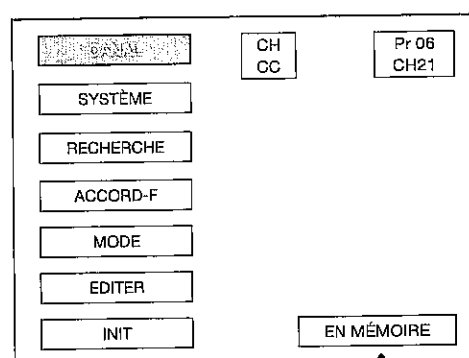 CANAL
CH
CC
Pr 06
CH21
SYSTÈME
RECHERCHE
ACCORD-F
MODE
EDITER
INIT
EN MÉMOIRE